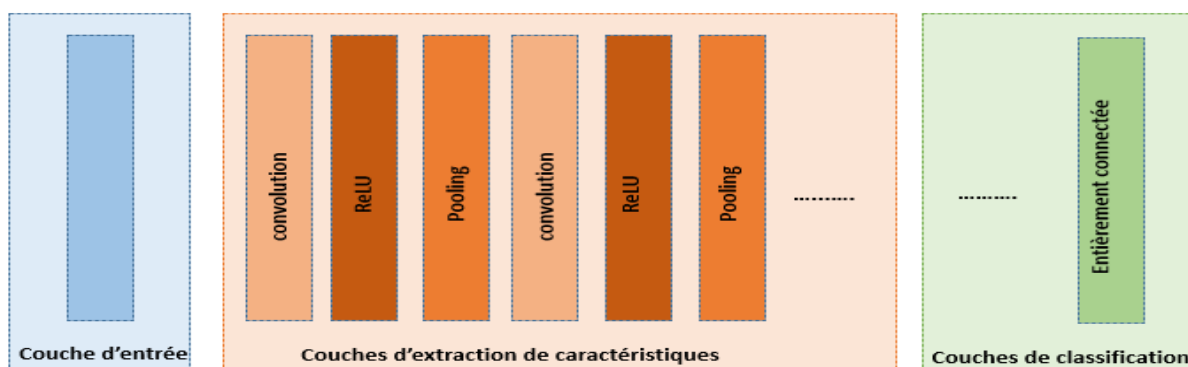 convolution
ReLU
Pooling
convolution
ReLU
Pooling
..........
..........
Entièrement connectée
Couche d'entrée
Couches d'extraction de caractéristiques
Couches de classification